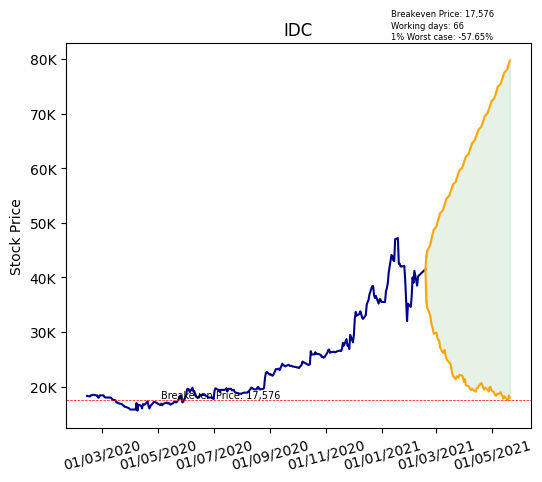 Breakeven Price: 17,576
Working days: 66
1% Worst case: -57.65%
IDC
80K
70K
60K
50K
40K
30K
20K
Stock Price
Breakeven Price: 17,576
01/03/2020
01/05/2020
01/07/2020
01/09/2020
01/11/2020
01/01/2021
01/03/2021
01/05/2021